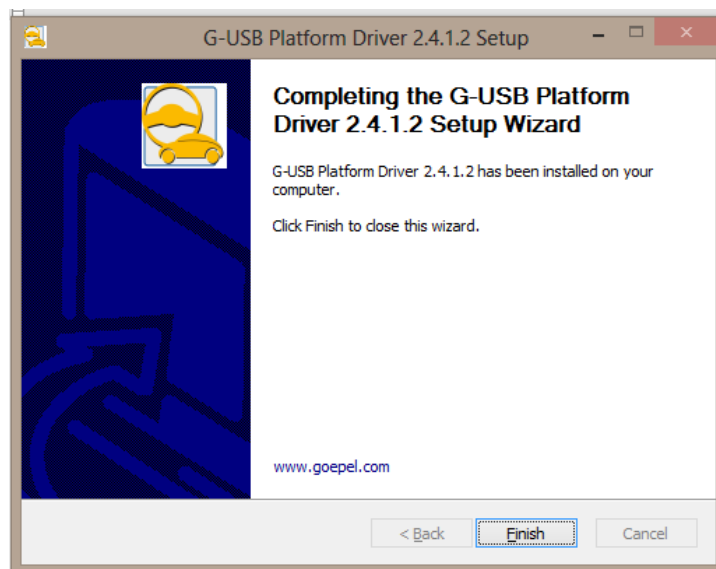 G-USB Platform Driver 2.4.1.2 Setup
Completing the G-USB Platform
Driver 2.4.1.2 Setup Wizard
G-USB Platform Driver 2.4.1.2 has been installed on your
computer.
Click Finish to close this wizard.
www.goepel.com
< Back
Finish
Cancel